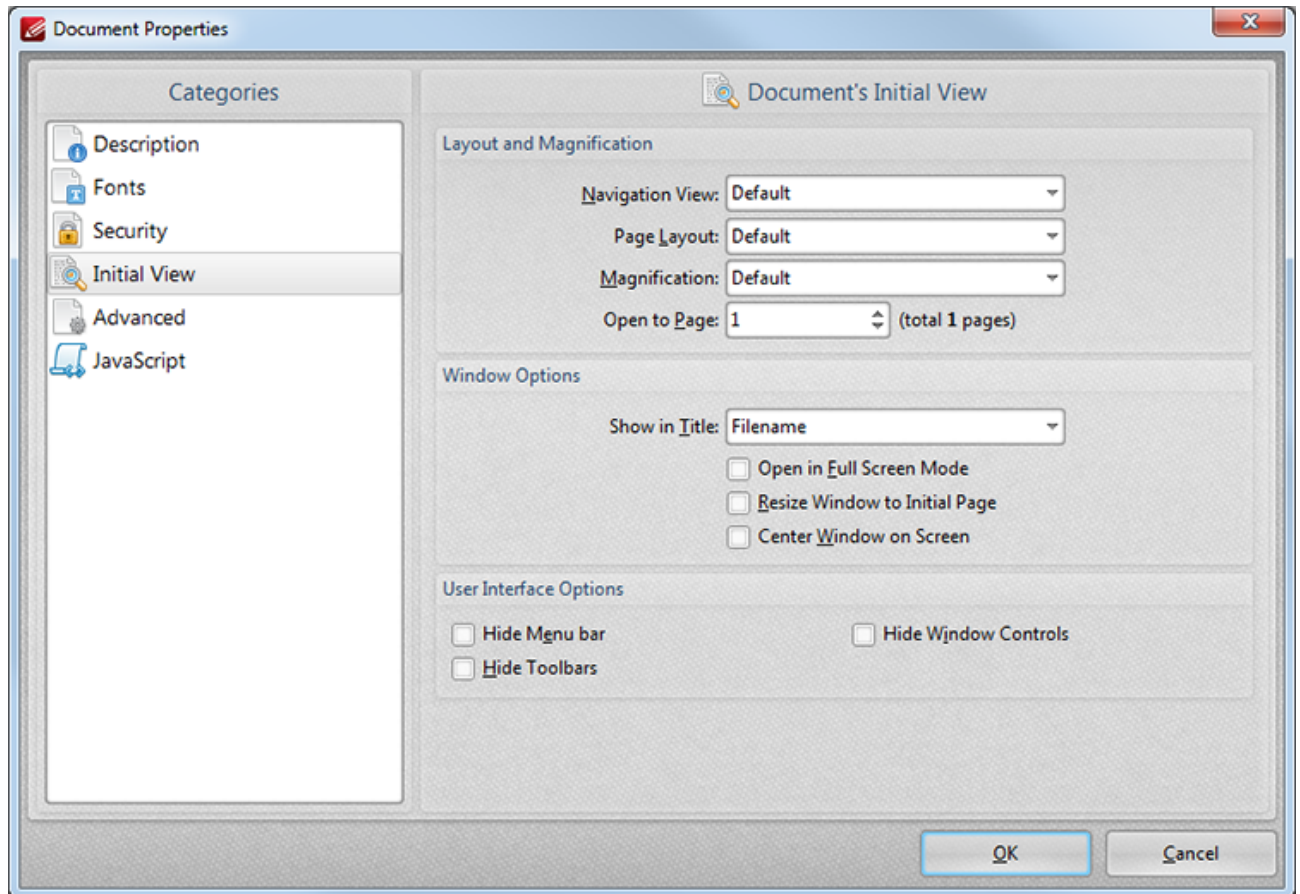 Document Properties
Categories
Description
Fonts
Security
Initial View
Advanced
JavaScript
Document's Initial View
Layout and Magnification
Navigation View: Default
Page Layout: Default
Magnification: Default
Open to Page: 1 (total 1 pages)
Window Options
Show in Title: Filename
Open in Full Screen Mode
Resize Window to Initial Page
Center Window on Screen
User Interface Options
Hide Menu bar Hide Window Controls
Hide Toolbars
OK Cancel